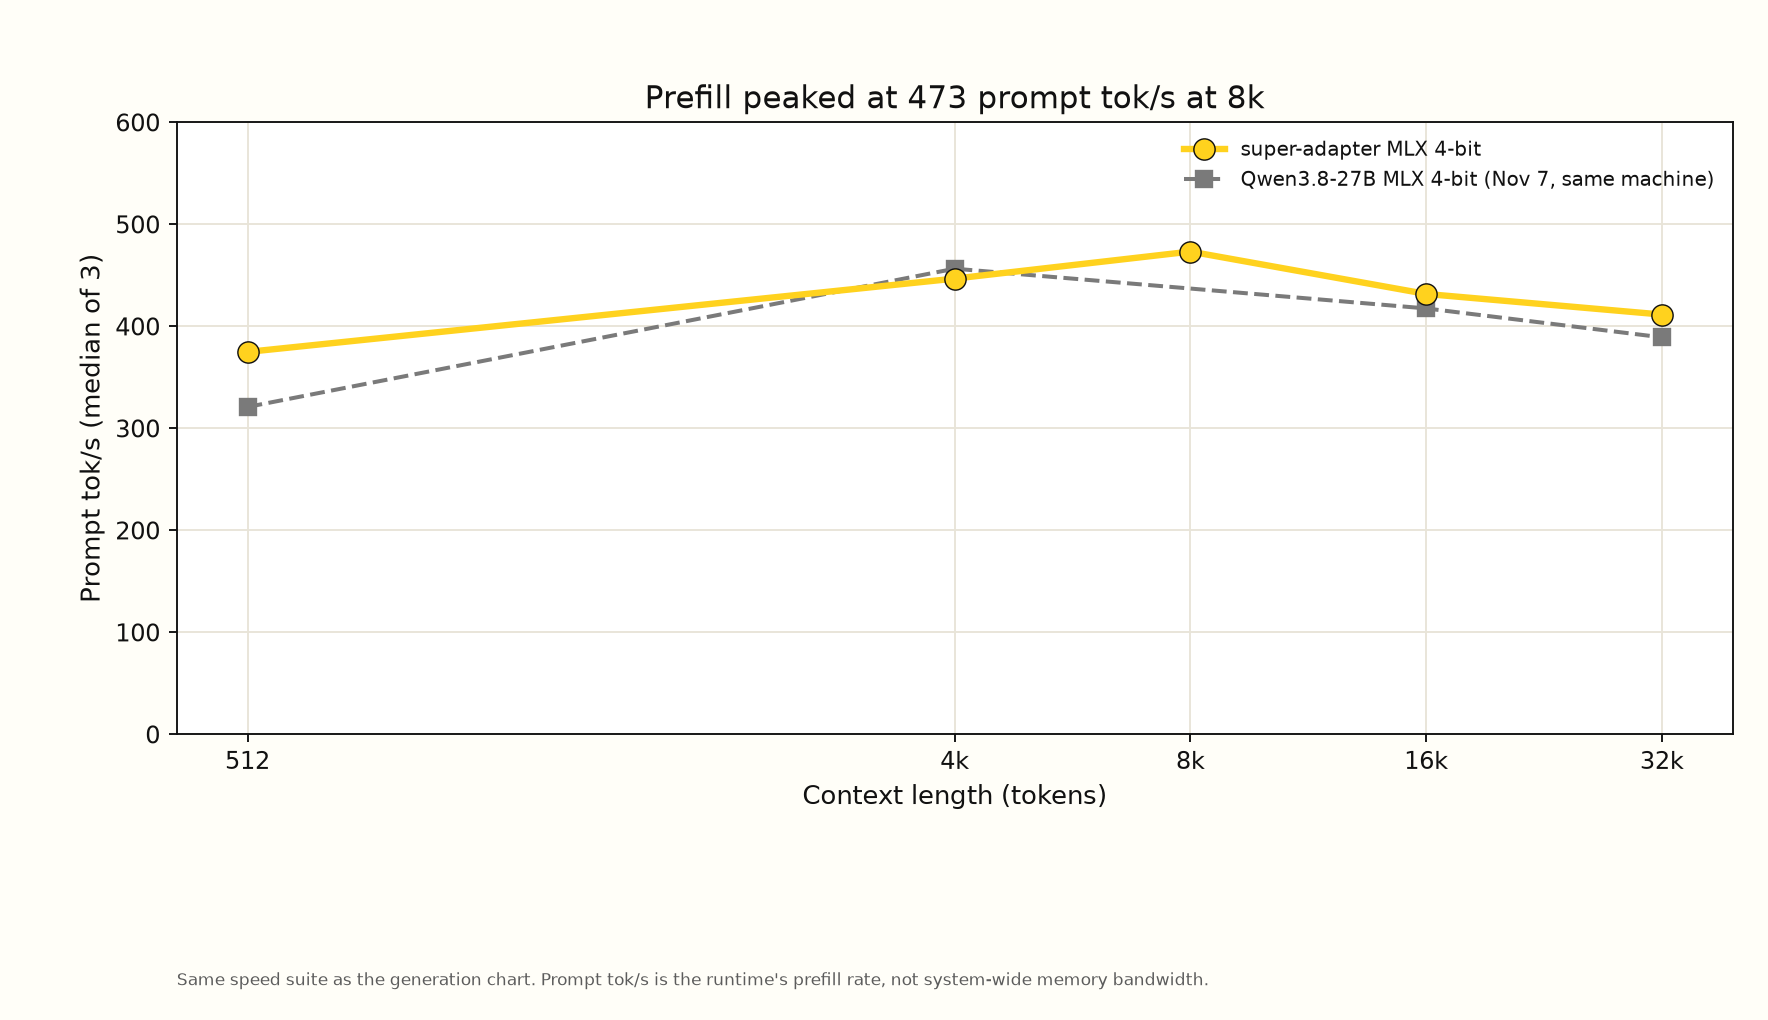 Prefill peaked at 473 prompt tok/s at 8k
super-adapter MLX 4-bit
Qwen3.8-27B MLX 4-bit (Nov 7, same machine)
Prompt tok/s (median of 3)
600
500
400
300
200
100
0
512
4k
8k
16k
32k
Context length (tokens)
Same speed suite as the generation chart. Prompt tok/s is the runtime's prefill rate, not system-wide memory bandwidth.